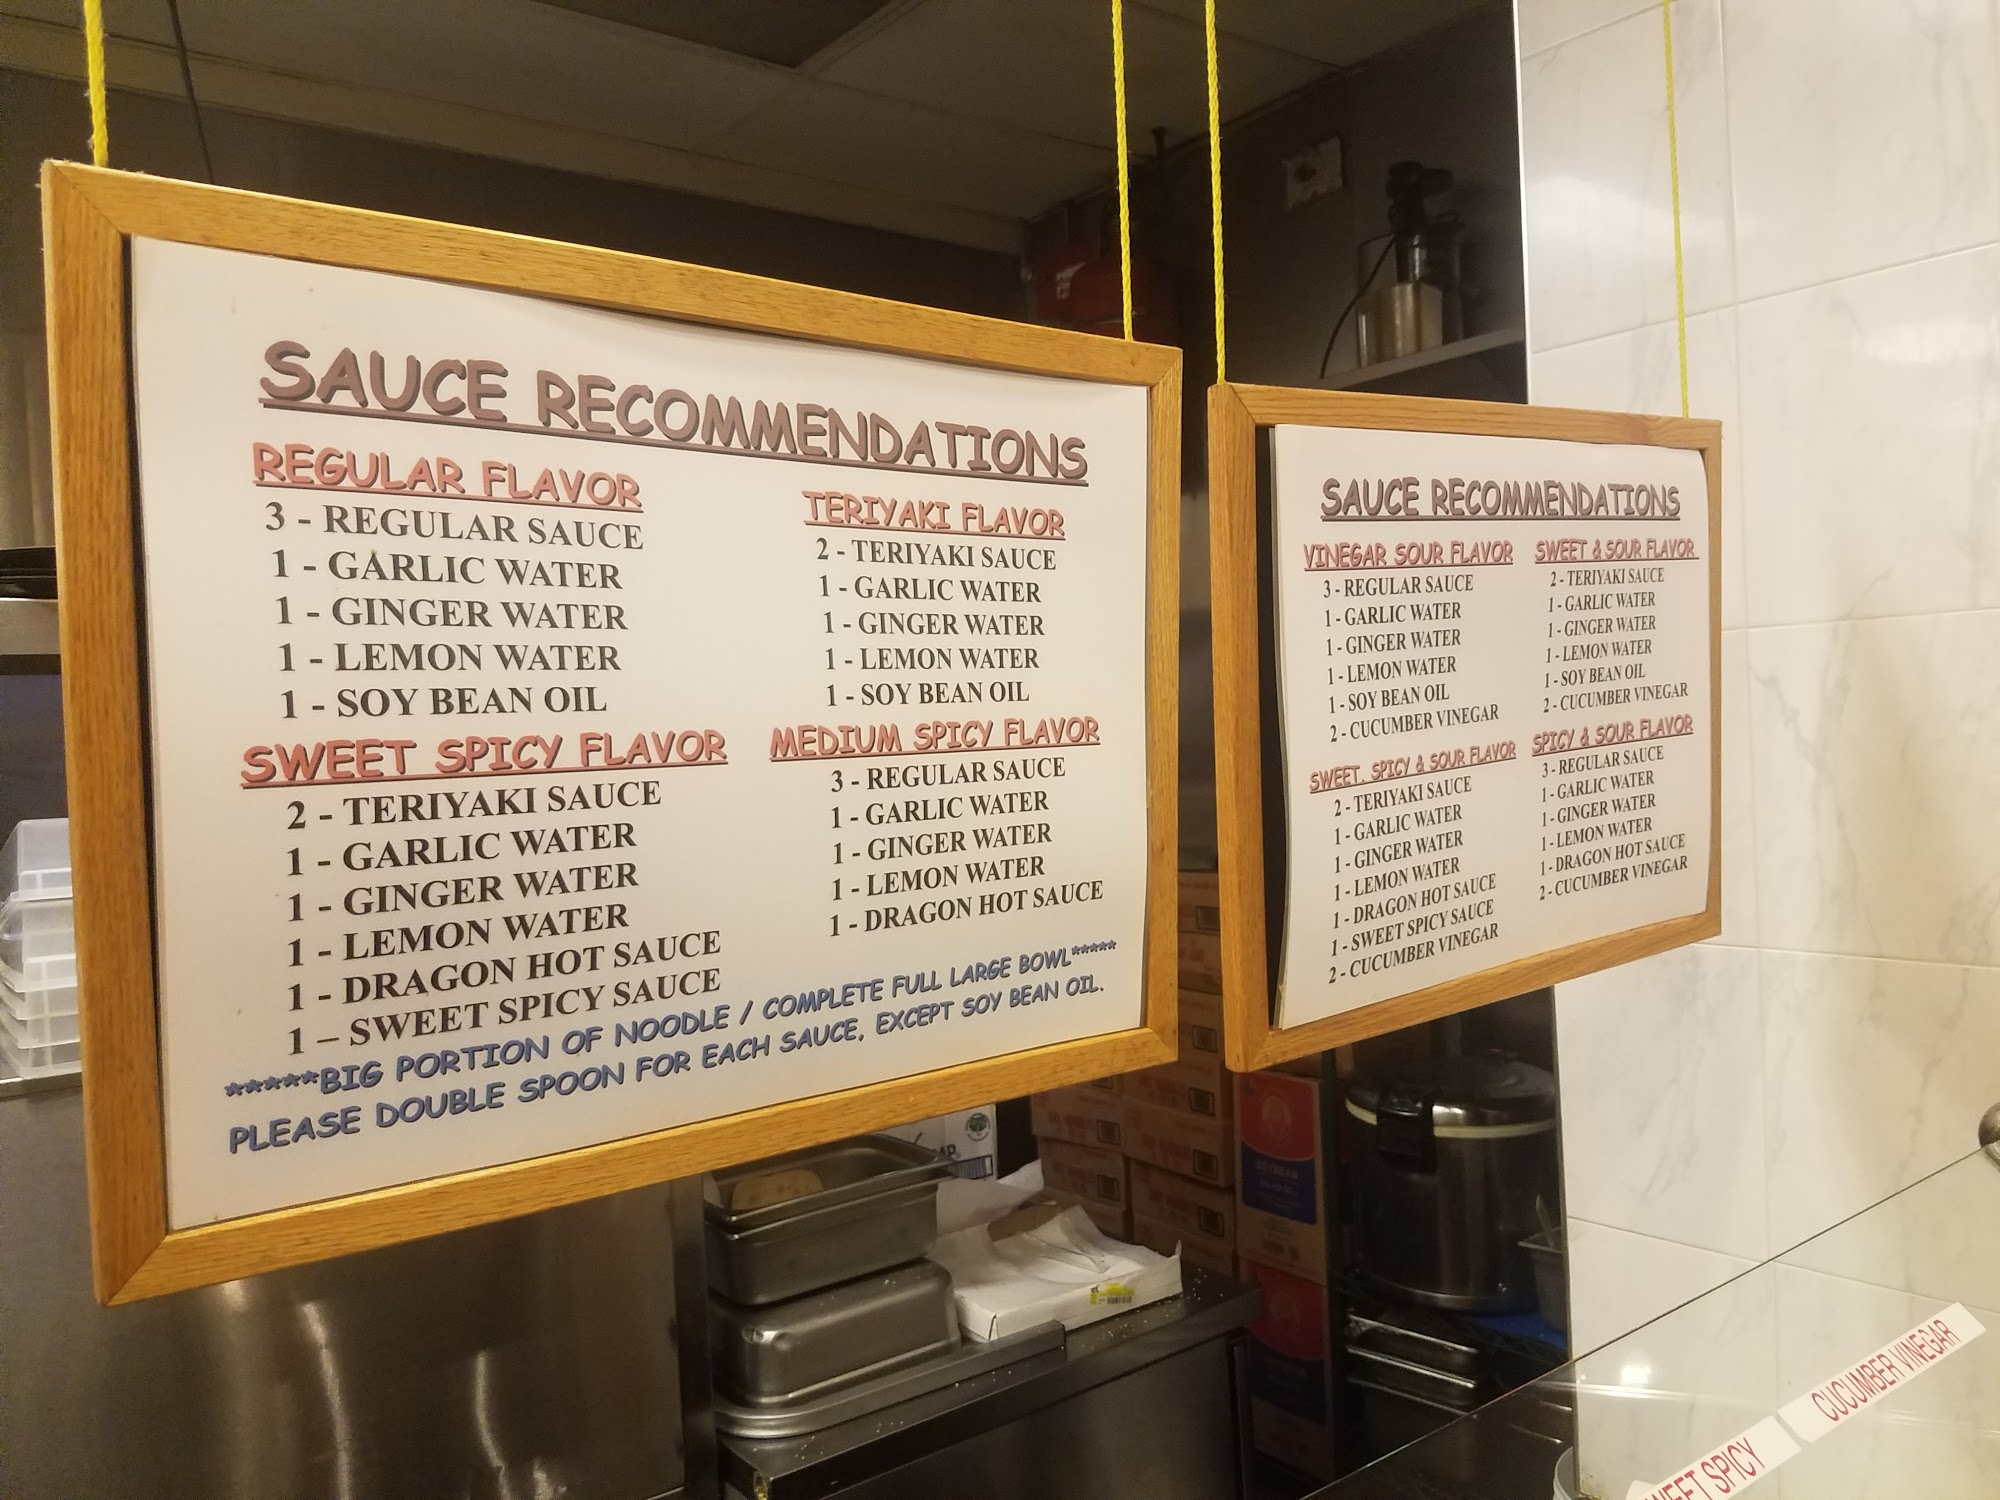 SAUCE RECOMMENDATIONS
REGULAR FLAVOR
3 - REGULAR SAUCE
1 - GARLIC WATER
1 - GINGER WATER
1 - LEMON WATER
1 - SOY BEAN OIL
TERIYAKI FLAVOR
2 - TERIYAKI SAUCE
1 - GARLIC WATER
1 - GINGER WATER
1 - LEMON WATER
1 - SOY BEAN OIL
SWEET SPICY FLAVOR
2 - TERIYAKI SAUCE
1 - GARLIC WATER
1 - GINGER WATER
1 - LEMON WATER
1 - DRAGON HOT SAUCE
1 – SWEET SPICY SAUCE
MEDIUM SPICY FLAVOR
3 - REGULAR SAUCE
1 - GARLIC WATER
1 - GINGER WATER
1 - LEMON WATER
1 - DRAGON HOT SAUCE
*****BIG PORTION OF NOODLE / COMPLETE FULL LARGE BOWL*****
PLEASE DOUBLE SPOON FOR EACH SAUCE, EXCEPT SOY BEAN OIL.
SAUCE RECOMMENDATIONS
VINEGAR SOUR FLAVOR
3 - REGULAR SAUCE
1 - GARLIC WATER
1 - GINGER WATER
1 - LEMON WATER
1 - SOY BEAN OIL
2 - CUCUMBER VINEGAR
SWEET & SOUR FLAVOR
2 - TERIYAKI SAUCE
1 - GARLIC WATER
1 - GINGER WATER
1 - LEMON WATER
1 - SOY BEAN OIL
2 - CUCUMBER VINEGAR
SWEET, SPICY & SOUR FLAVOR
2 - TERIYAKI SAUCE
1 - GARLIC WATER
1 - GINGER WATER
1 - LEMON WATER
1 - DRAGON HOT SAUCE
1 - SWEET SPICY SAUCE
2 - CUCUMBER VINEGAR
SPICY & SOUR FLAVOR
3 - REGULAR SAUCE
1 - GARLIC WATER
1 - GINGER WATER
1 - LEMON WATER
1 - DRAGON HOT SAUCE
2 - CUCUMBER VINEGAR
SOYBEAN
CUCUMBER VINEGAR
WEET SPICY